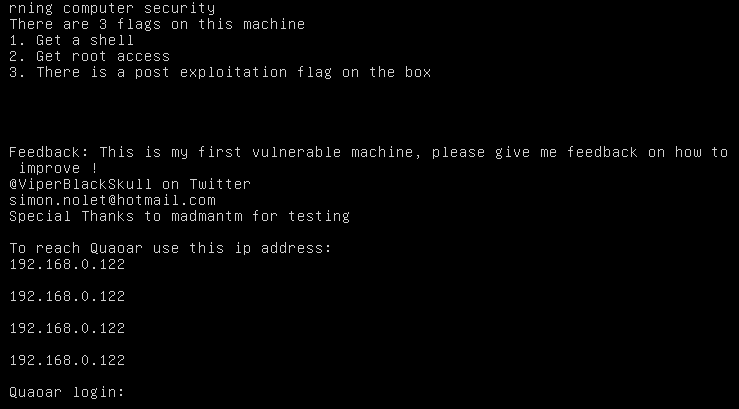 rning computer security
There are 3 flags on this machine
1. Get a shell
2. Get root access
3. There is a post exploitation flag on the box
Feedback: This is my first vulnerable machine, please give me feedback on how to
improve !
@ViperBlackSkull on Twitter
simon.nolet@hotmail.com
Special Thanks to madmantm for testing
To reach Quaoar use this ip address:
192.168.0.122
192.168.0.122
192.168.0.122
192.168.0.122
Quaoar login: